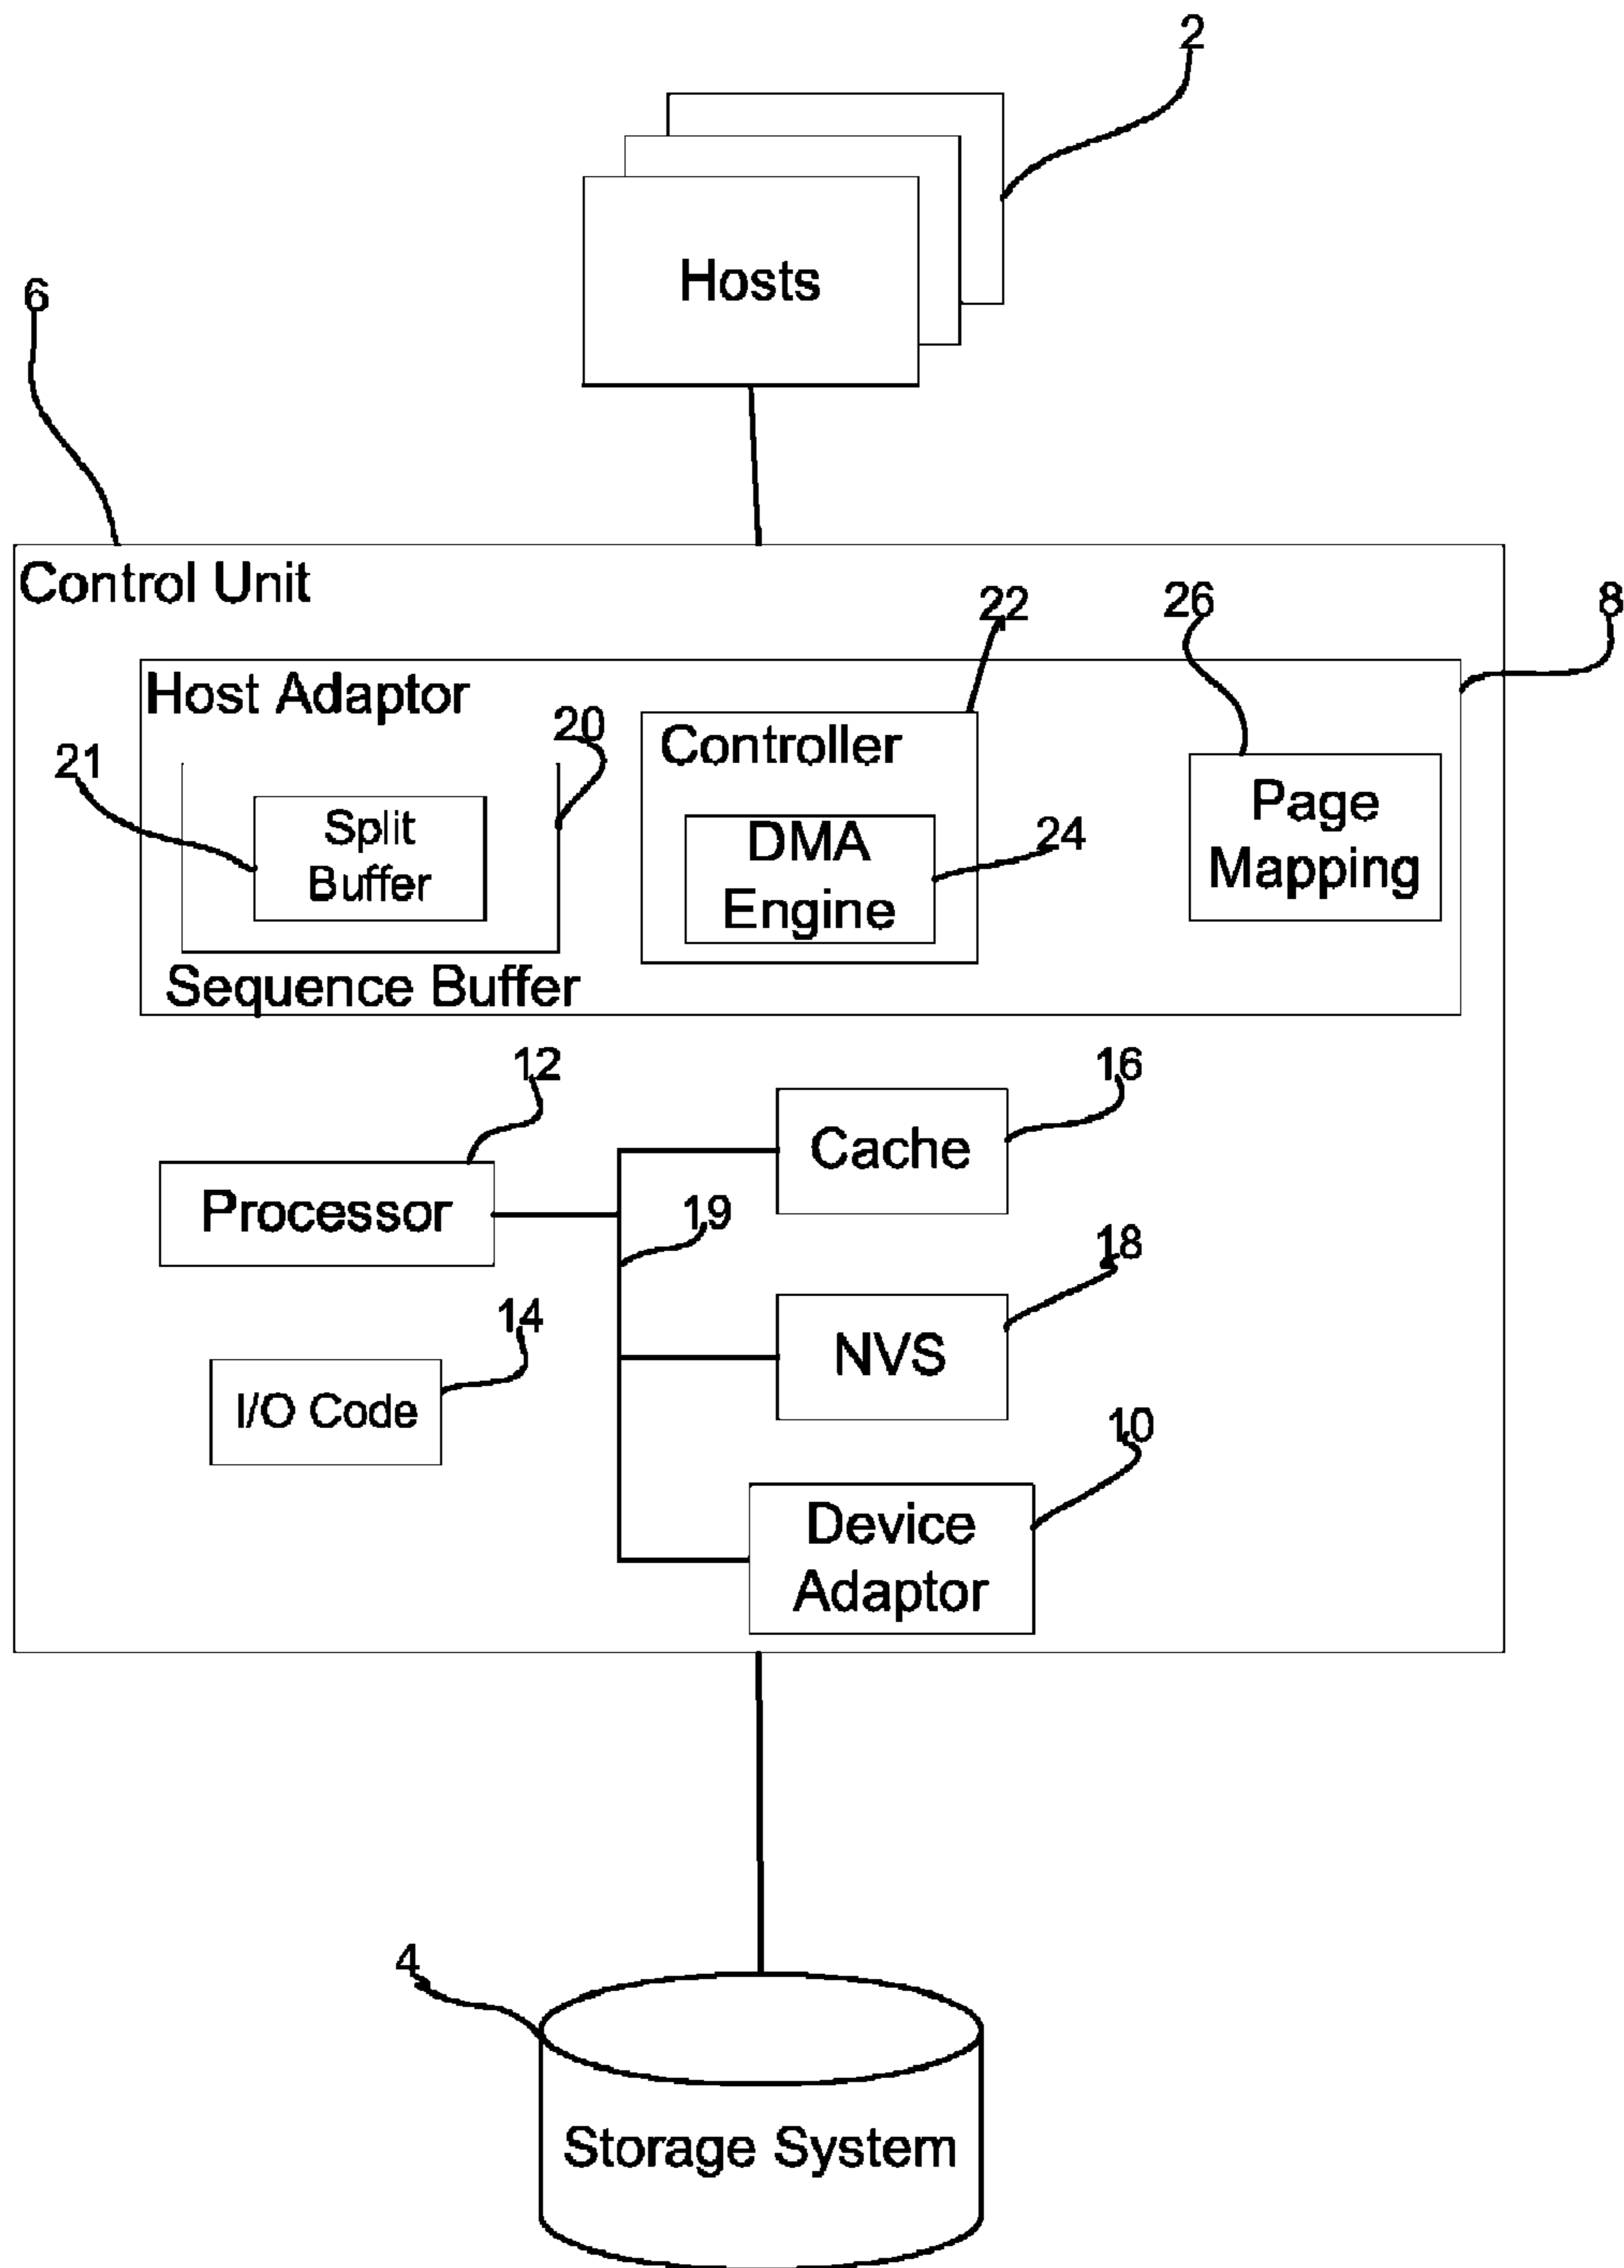 2
Hosts
6
Control Unit
22
26
8
Host Adaptor
20
21
Controller
Split
Buffer
DMA
Engine
24
Page
Mapping
Sequence Buffer
12
16
Cache
Processor
19
18
14
NVS
I/O Code
10
Device
Adaptor
4
Storage System